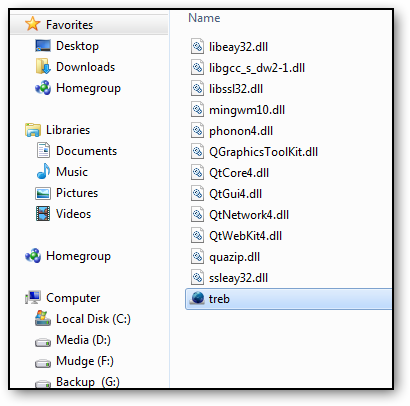 Favorites
Desktop
Downloads
Homegroup
Libraries
Documents
Music
Pictures
Videos
Homegroup
Computer
Local Disk (C:)
Media (D:)
Mudge (F:)
Backup (G:)
Name
libeay32.dll
libgcc_s_dw2-1.dll
libssl32.dll
mingwm10.dll
phonon4.dll
QGraphicsToolKit.dll
QtCore4.dll
QtGui4.dll
QtNetwork4.dll
QtWebKit4.dll
quazip.dll
ssleay32.dll
treb